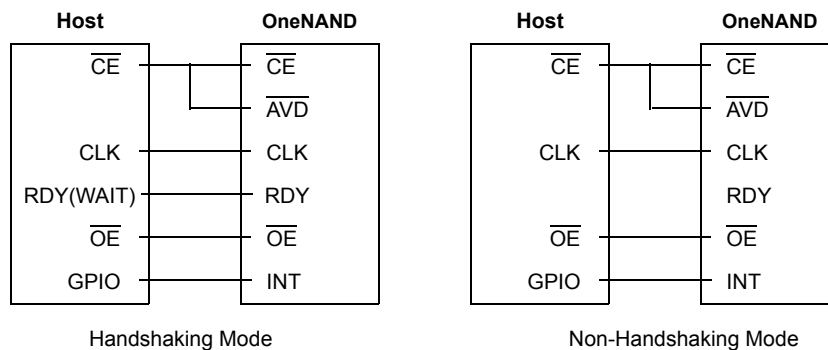 Host OneNAND
CE CE
AVD
CLK CLK
RDY(WAIT) RDY
OE OE
GPIO INT
Handshaking Mode
Host OneNAND
CE CE
AVD
CLK CLK
RDY
OE OE
GPIO INT
Non-Handshaking Mode